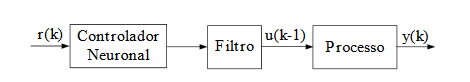 r(k)
Controlador
Neuronal
Filtro
u(k-1)
Processo
y(k)